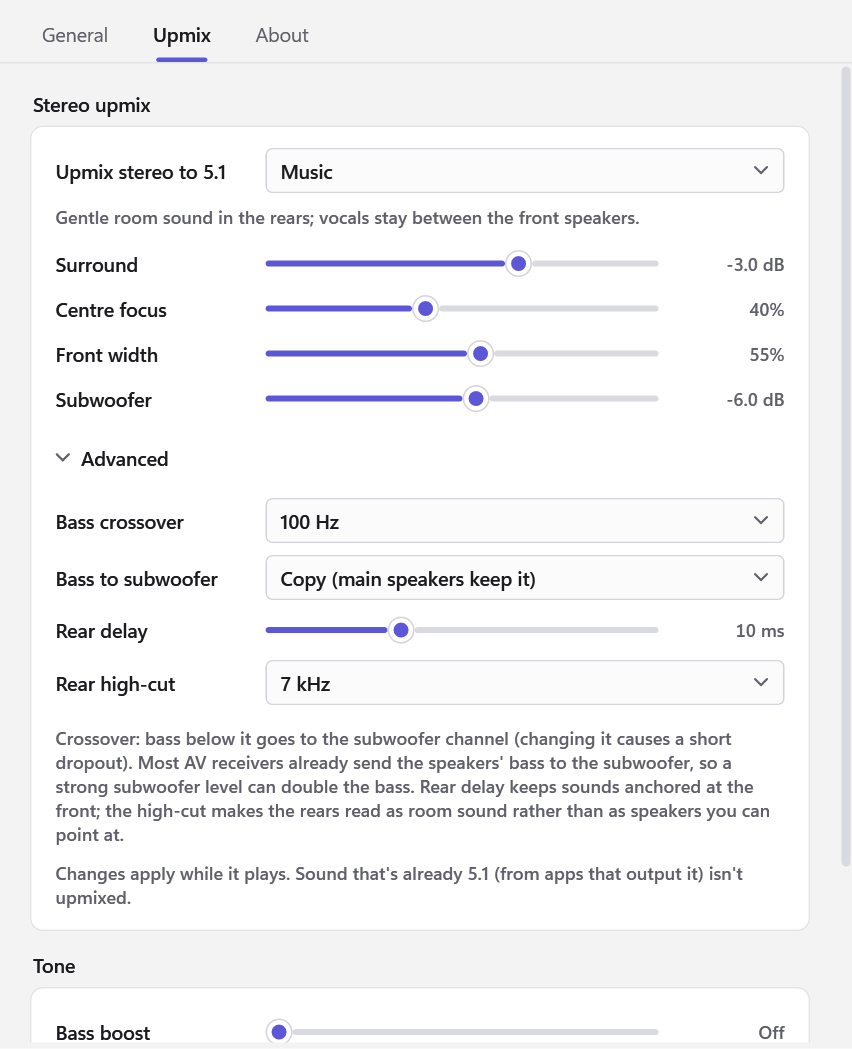 General Upmix About
Stereo upmix
Upmix stereo to 5.1 Music
Gentle room sound in the rears; vocals stay between the front speakers.
Surround -3.0 dB
Centre focus 40%
Front width 55%
Subwoofer -6.0 dB
Advanced
Bass crossover 100 Hz
Bass to subwoofer Copy (main speakers keep it)
Rear delay 10 ms
Rear high-cut 7 kHz
Crossover: bass below it goes to the subwoofer channel (changing it causes a short
dropout). Most AV receivers already send the speakers' bass to the subwoofer, so a
strong subwoofer level can double the bass. Rear delay keeps sounds anchored at the
front; the high-cut makes the rears read as room sound rather than as speakers you can
point at.
Changes apply while it plays. Sound that's already 5.1 (from apps that output it) isn't
upmixed.
Tone
Bass boost Off